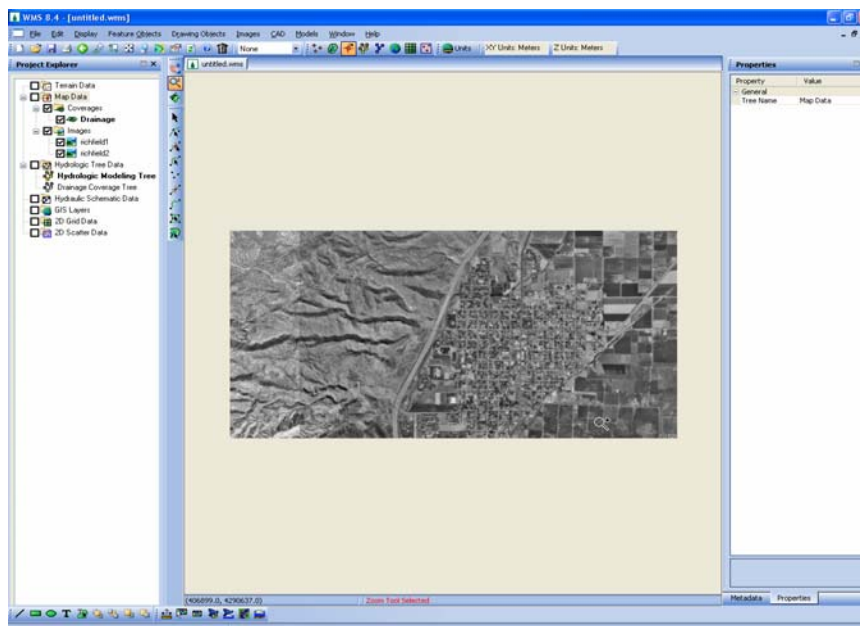 WMS 8.4 - [untitled.wms]
File Edit Display Feature Objects Drawing Objects Images CAD Models Window Help
None Units XY Units: Meters Z Units: Meters
Project Explorer
untitled.wms
Properties
Terrain Data
Map Data
Coverages
Drainage
Images
richfield1
richfield2
Hydrologic Tree Data
Hydrologic Modeling Tree
Drainage Coverage Tree
Hydraulic Schematic Data
GIS Layers
2D Grid Data
2D Scatter Data
Property Value
General
Tree Name Map Data
(406899.0, 4290637.0) Zoom Tool Selected
Metadata Properties
T